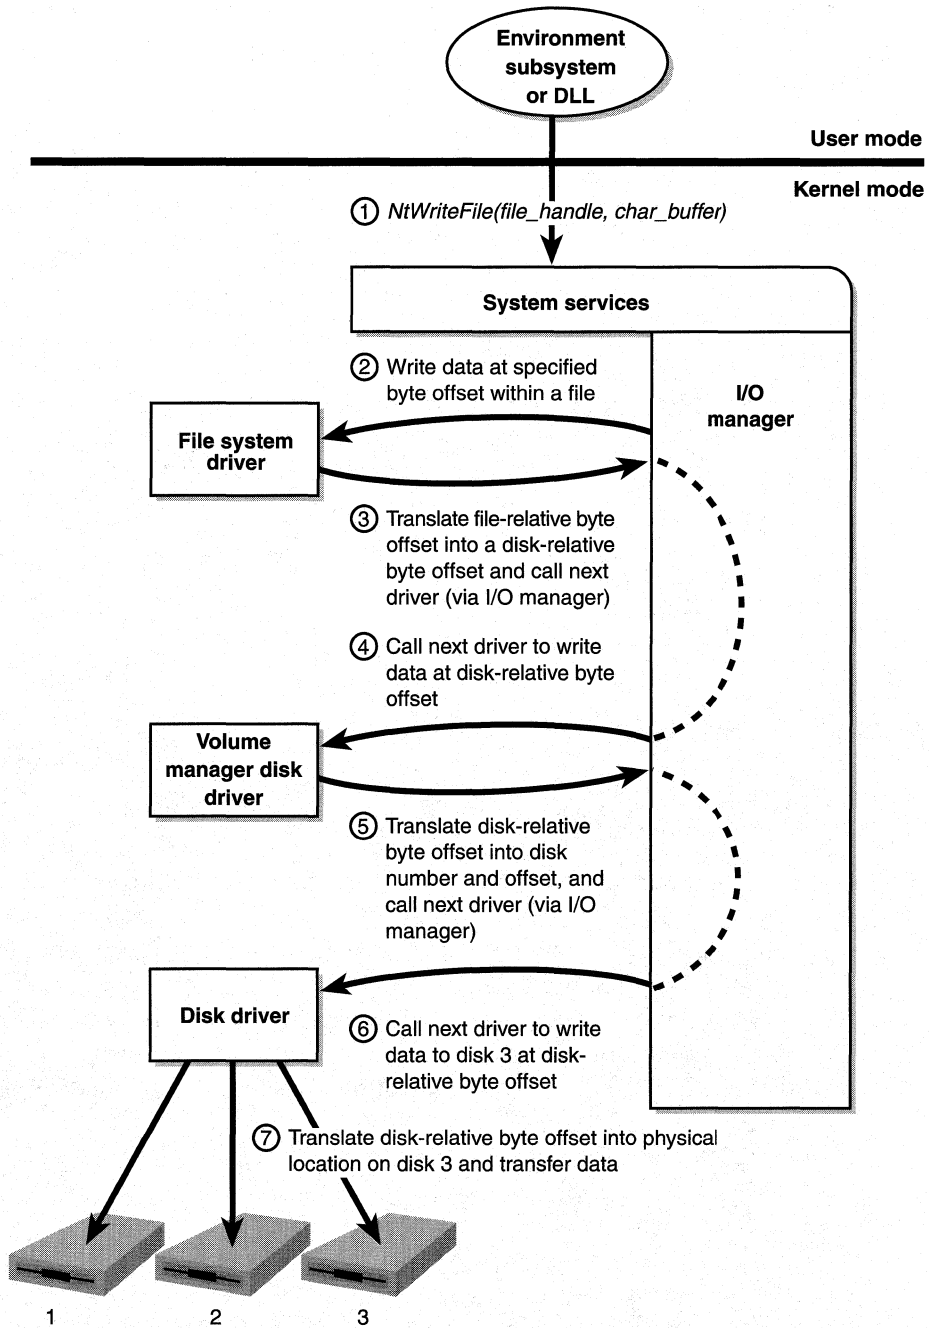 Environment
subsystem
or DLL
User mode
Kernel mode
1 NtWriteFile(file_handle, char_buffer)
System services
2 Write data at specified
byte offset within a file
I/O
manager
File system
driver
3 Translate file-relative byte
offset into a disk-relative
byte offset and call next
driver (via I/O manager)
4 Call next driver to write
data at disk-relative byte
offset
Volume
manager disk
driver
5 Translate disk-relative
byte offset into disk
number and offset, and
call next driver (via I/O
manager)
Disk driver
6 Call next driver to write
data to disk 3 at disk-
relative byte offset
7 Translate disk-relative byte offset into physical
location on disk 3 and transfer data
1 2 3